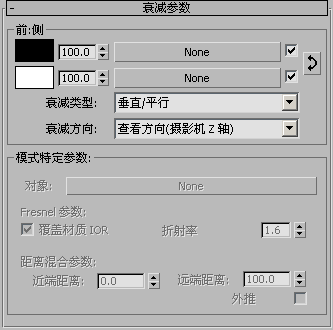 - 衰减参数
前:侧
100.0 None
100.0 None
衰减类型: 垂直/平行
衰减方向: 查看方向(摄影机 Z 轴)
模式特定参数:
对象: None
Fresnel 参数:
覆盖材质 IOR 折射率 1.6
距离混合参数:
近端距离: 0.0 远端距离: 100.0
外推